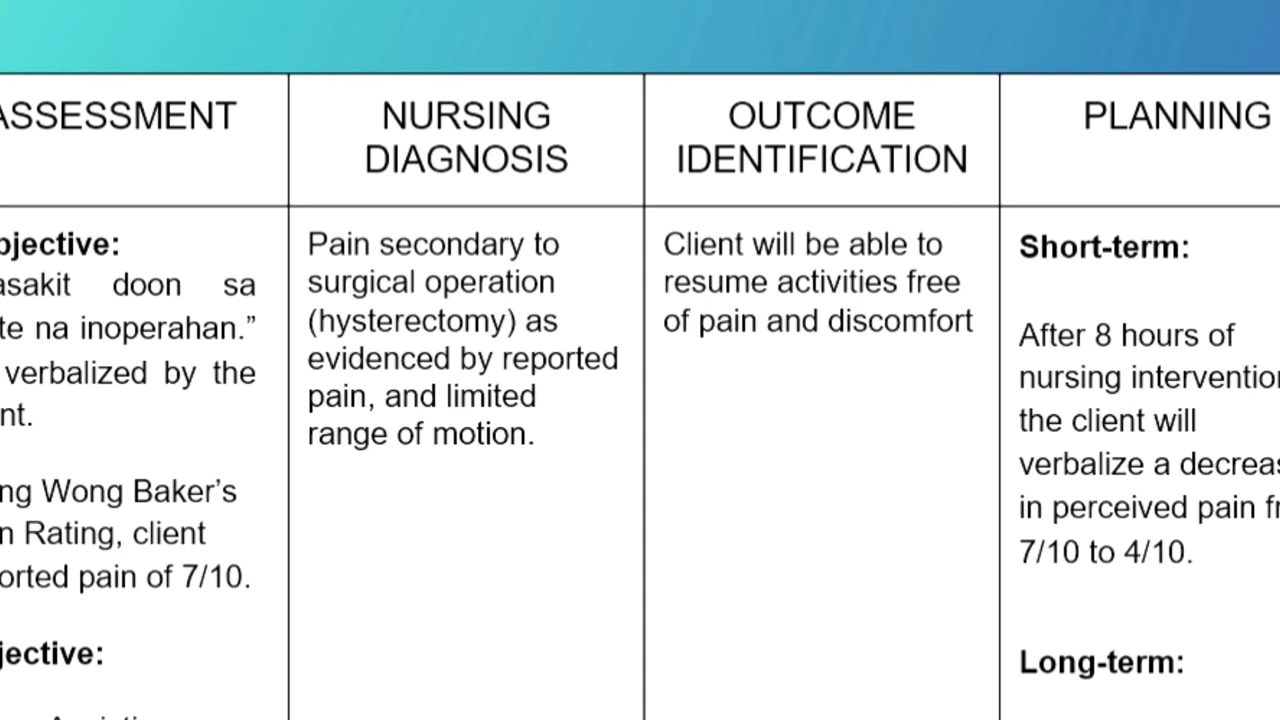 ASSESSMENT
NURSING
DIAGNOSIS
OUTCOME
IDENTIFICATION
PLANNING
bjective:
asakit doon sa
te na inoperahan.”
verbalized by the
nt.
ng Wong Baker’s
n Rating, client
orted pain of 7/10.
jective:
Pain secondary to
surgical operation
(hysterectomy) as
evidenced by reported
pain, and limited
range of motion.
Client will be able to
resume activities free
of pain and discomfort
Short-term:
After 8 hours of
nursing intervention
the client will
verbalize a decreas
in perceived pain fr
7/10 to 4/10.
Long-term: